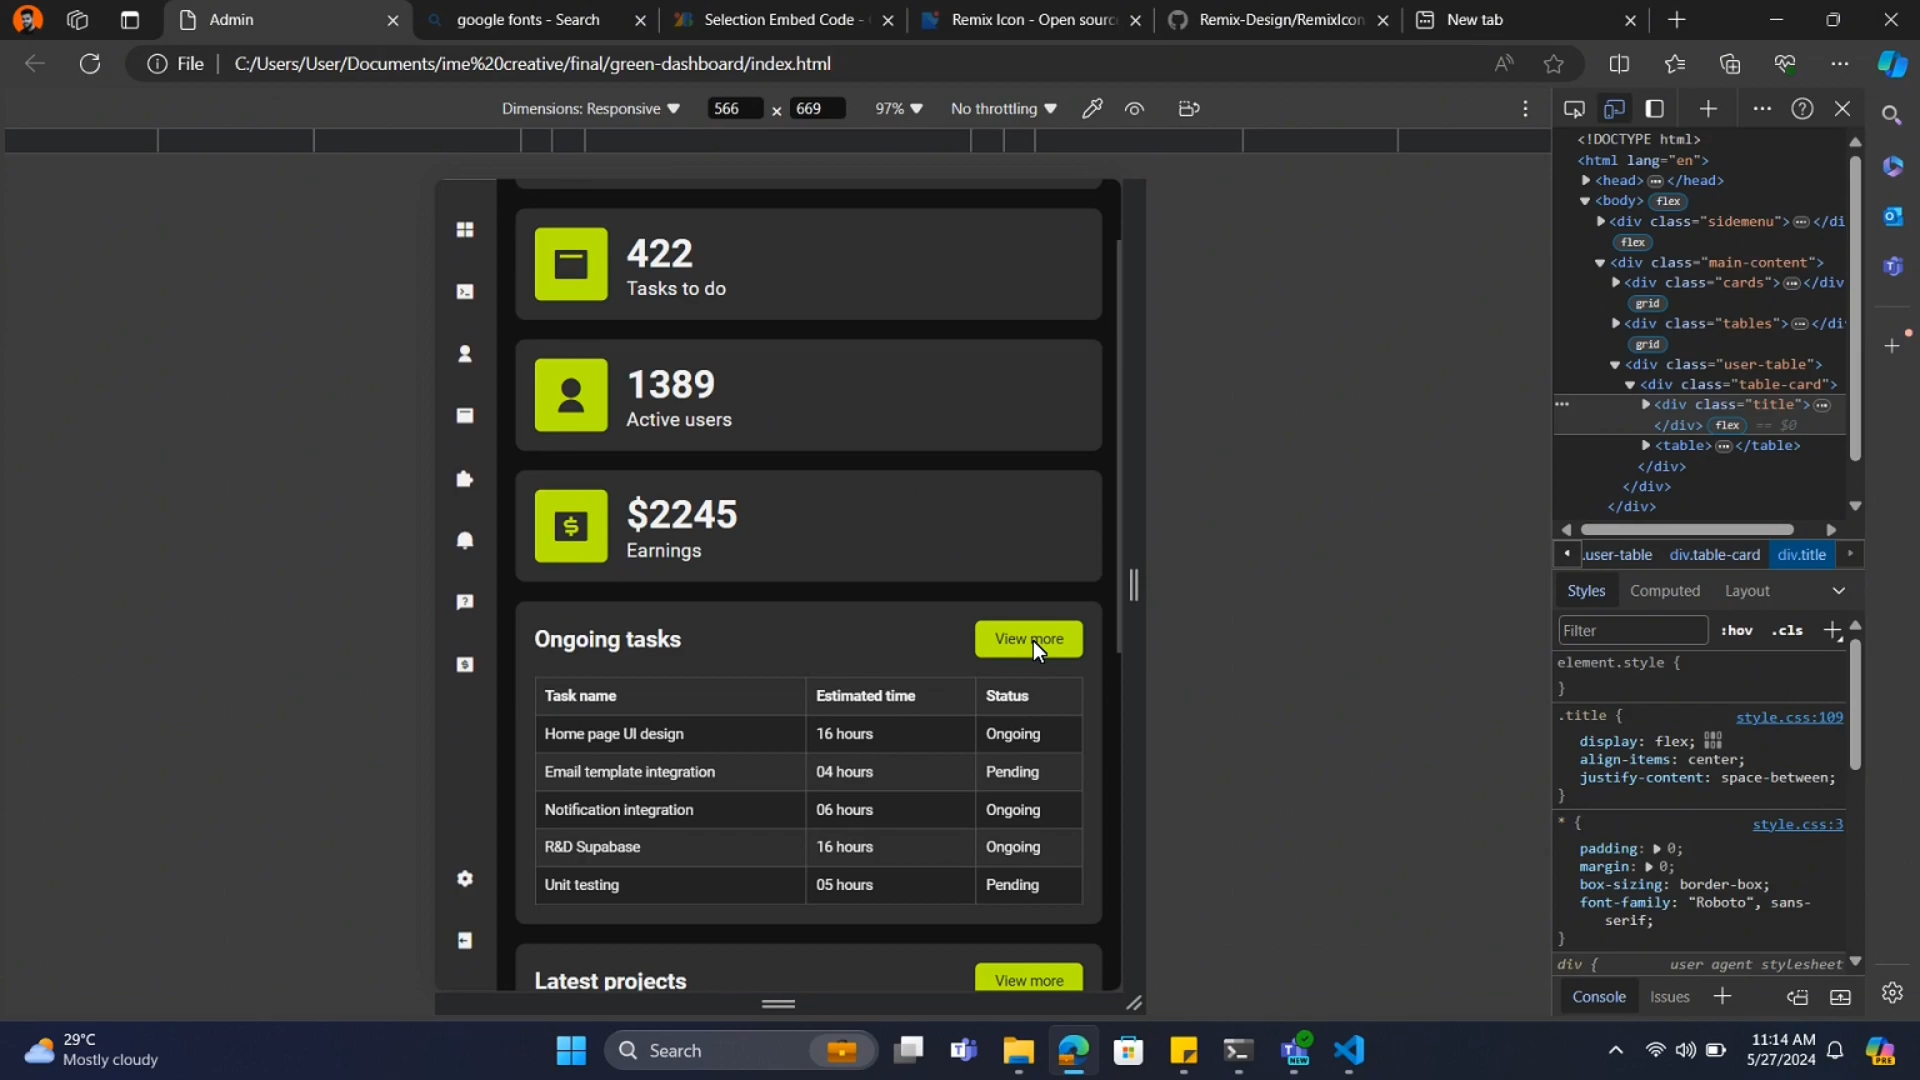 Admin
google fonts - Search
Selection Embed Code -
Remix Icon - Open sourc
Remix-Design/RemixIcon
New tab
File
C:/Users/User/Documents/ime%20creative/final/green-dashboard/index.html
Dimensions: Responsive
566 x 669
97%
No throttling
422
Tasks to do
1389
Active users
$2245
Earnings
Ongoing tasks
View more
Task name Estimated time Status
Home page UI design 16 hours Ongoing
Email template integration 04 hours Pending
Notification integration 06 hours Ongoing
R&D Supabase 16 hours Ongoing
Unit testing 05 hours Pending
Latest projects
View more
<!DOCTYPE html>
<html lang="en">
<head> </head>
<body> flex
<div class="sidemenu"> </di
flex
<div class="main-content">
<div class="cards"> </div
grid
<div class="tables"> </di
grid
<div class="user-table">
<div class="table-card">
<div class="title">
</div> flex == $0
<table> </table>
</div>
</div>
</div>
.user-table div.table-card div.title
Styles Computed Layout
Filter :hov .cls
element.style {
}
.title { style.css:109
display: flex;
align-items: center;
justify-content: space-between;
}
* { style.css:3
padding: 0;
margin: 0;
box-sizing: border-box;
font-family: "Roboto", sans-
serif;
}
div { user agent stylesheet
Console Issues
29°C
Mostly cloudy
Search
NEW
11:14 AM
5/27/2024
PRE